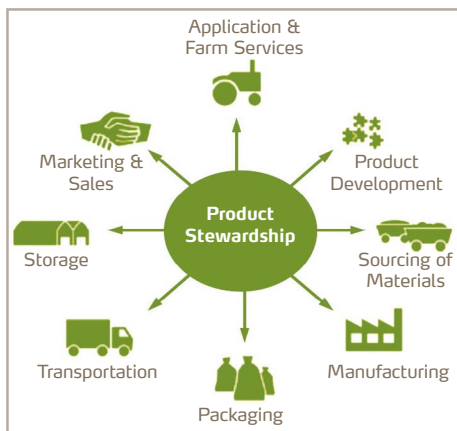 Application &
Farm Services
Marketing &
Sales
Product
Development
Product
Stewardship
Storage
Sourcing of
Materials
Transportation
Manufacturing
Packaging